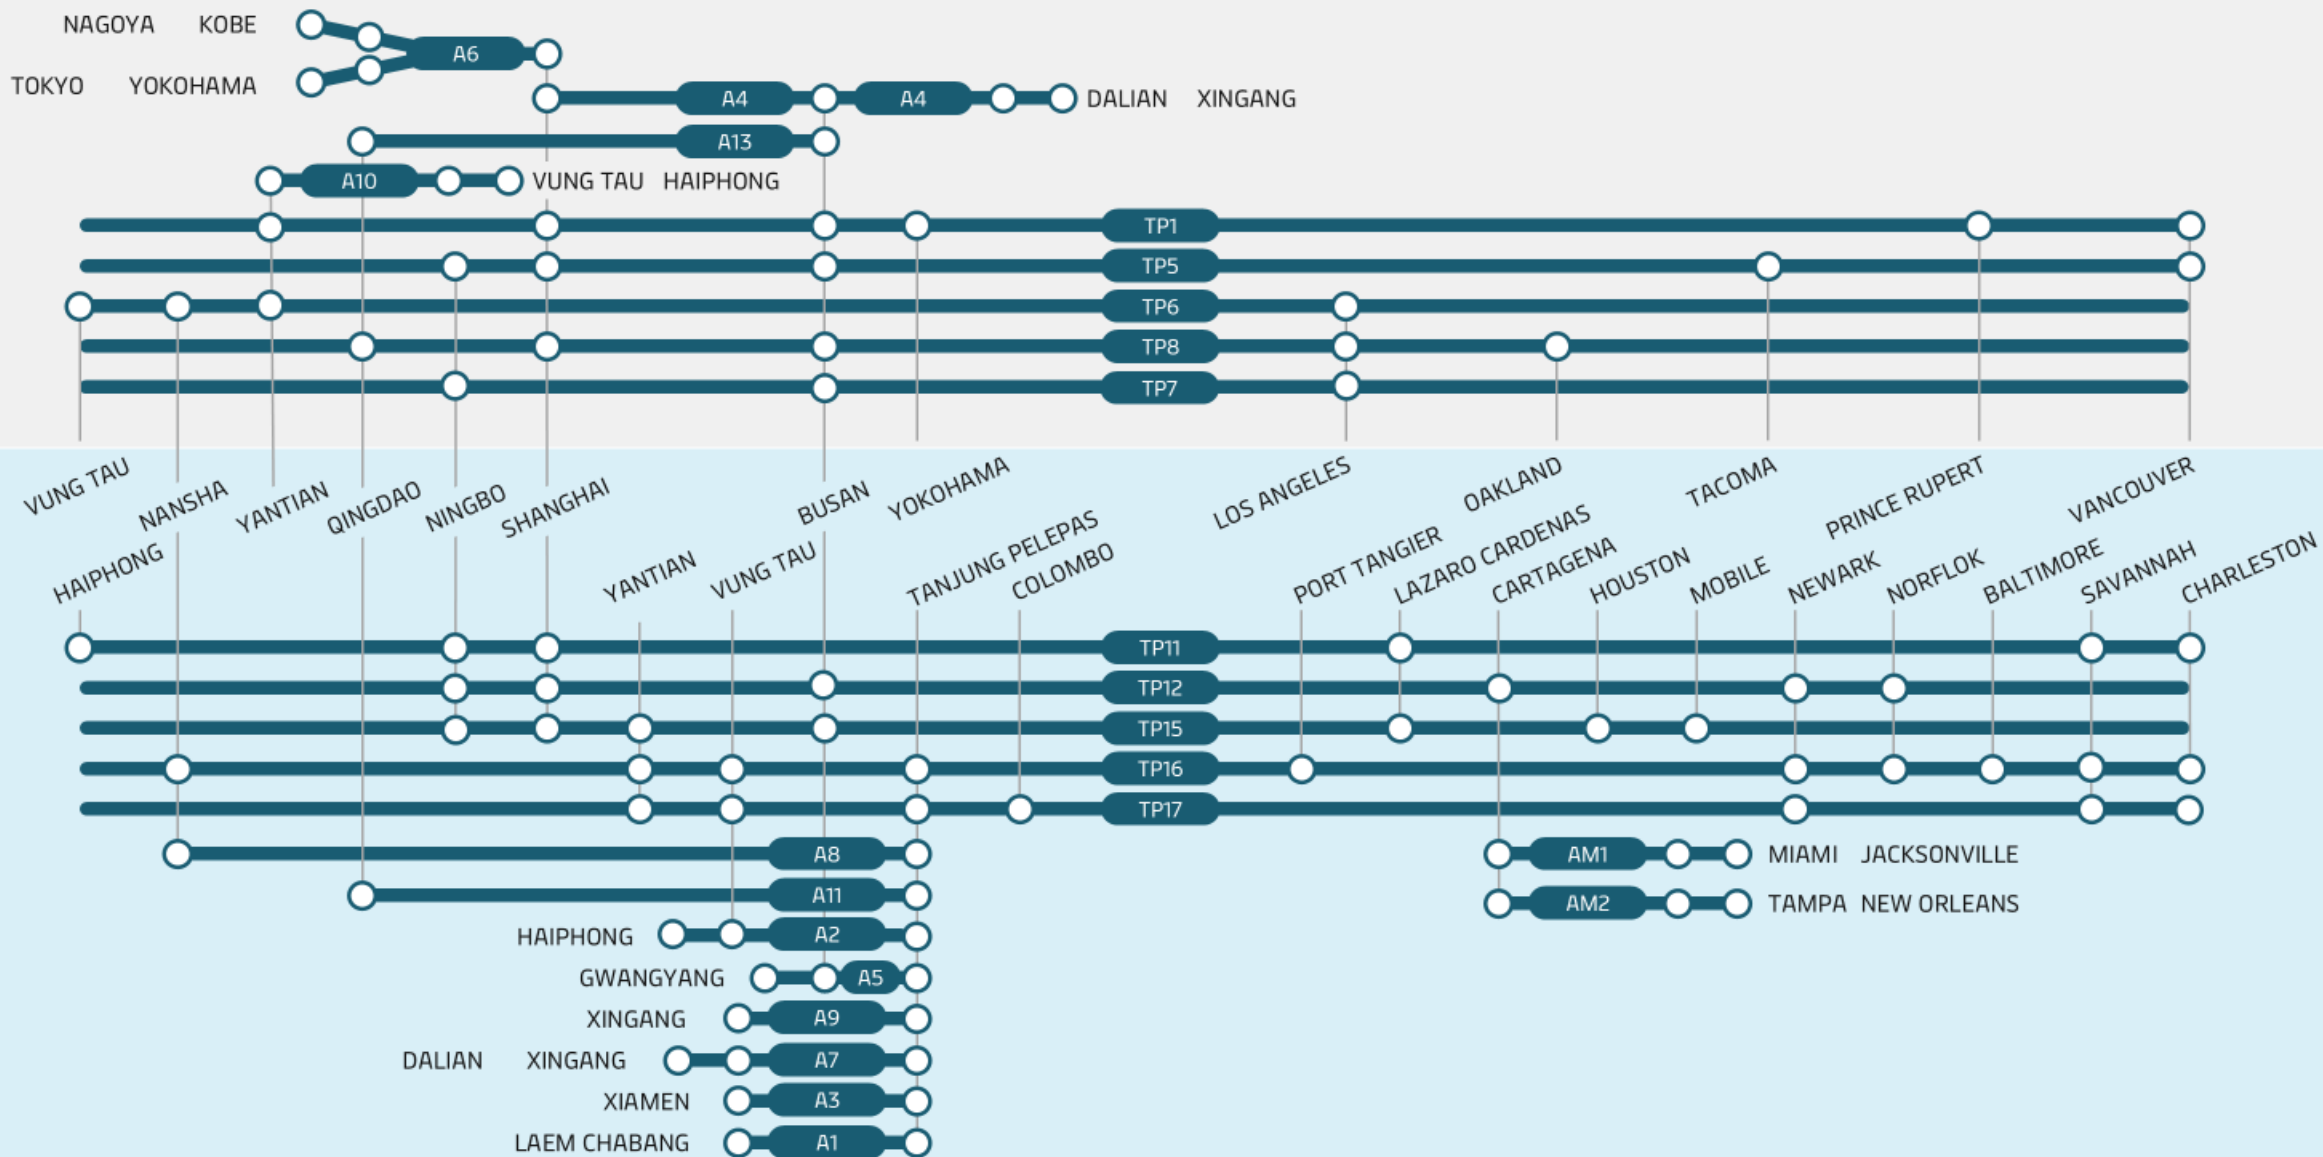 NAGOYA KOBE
A6
TOKYO YOKOHAMA
A4 A4 DALIAN XINGANG
A13
A10 VUNG TAU HAIPHONG
TP1
TP5
TP6
TP8
TP7
VUNG TAU
NANSHA
YANTIAN
QINGDAO
NINGBO
SHANGHAI
BUSAN
YOKOHAMA
LOS ANGELES
OAKLAND
TACOMA
PRINCE RUPERT
VANCOUVER
HAIPHONG
YANTIAN
VUNG TAU
TANJUNG PELEPAS
COLOMBO
PORT TANGIER
LAZARO CARDENAS
CARTAGENA
HOUSTON
MOBILE
NEWARK
NORFLOK
BALTIMORE
SAVANNAH
CHARLESTON
TP11
TP12
TP15
TP16
TP17
A8 AM1 MIAMI JACKSONVILLE
A11 AM2 TAMPA NEW ORLEANS
HAIPHONG A2
GWANGYANG A5
XINGANG A9
DALIAN XINGANG A7
XIAMEN A3
LAEM CHABANG A1